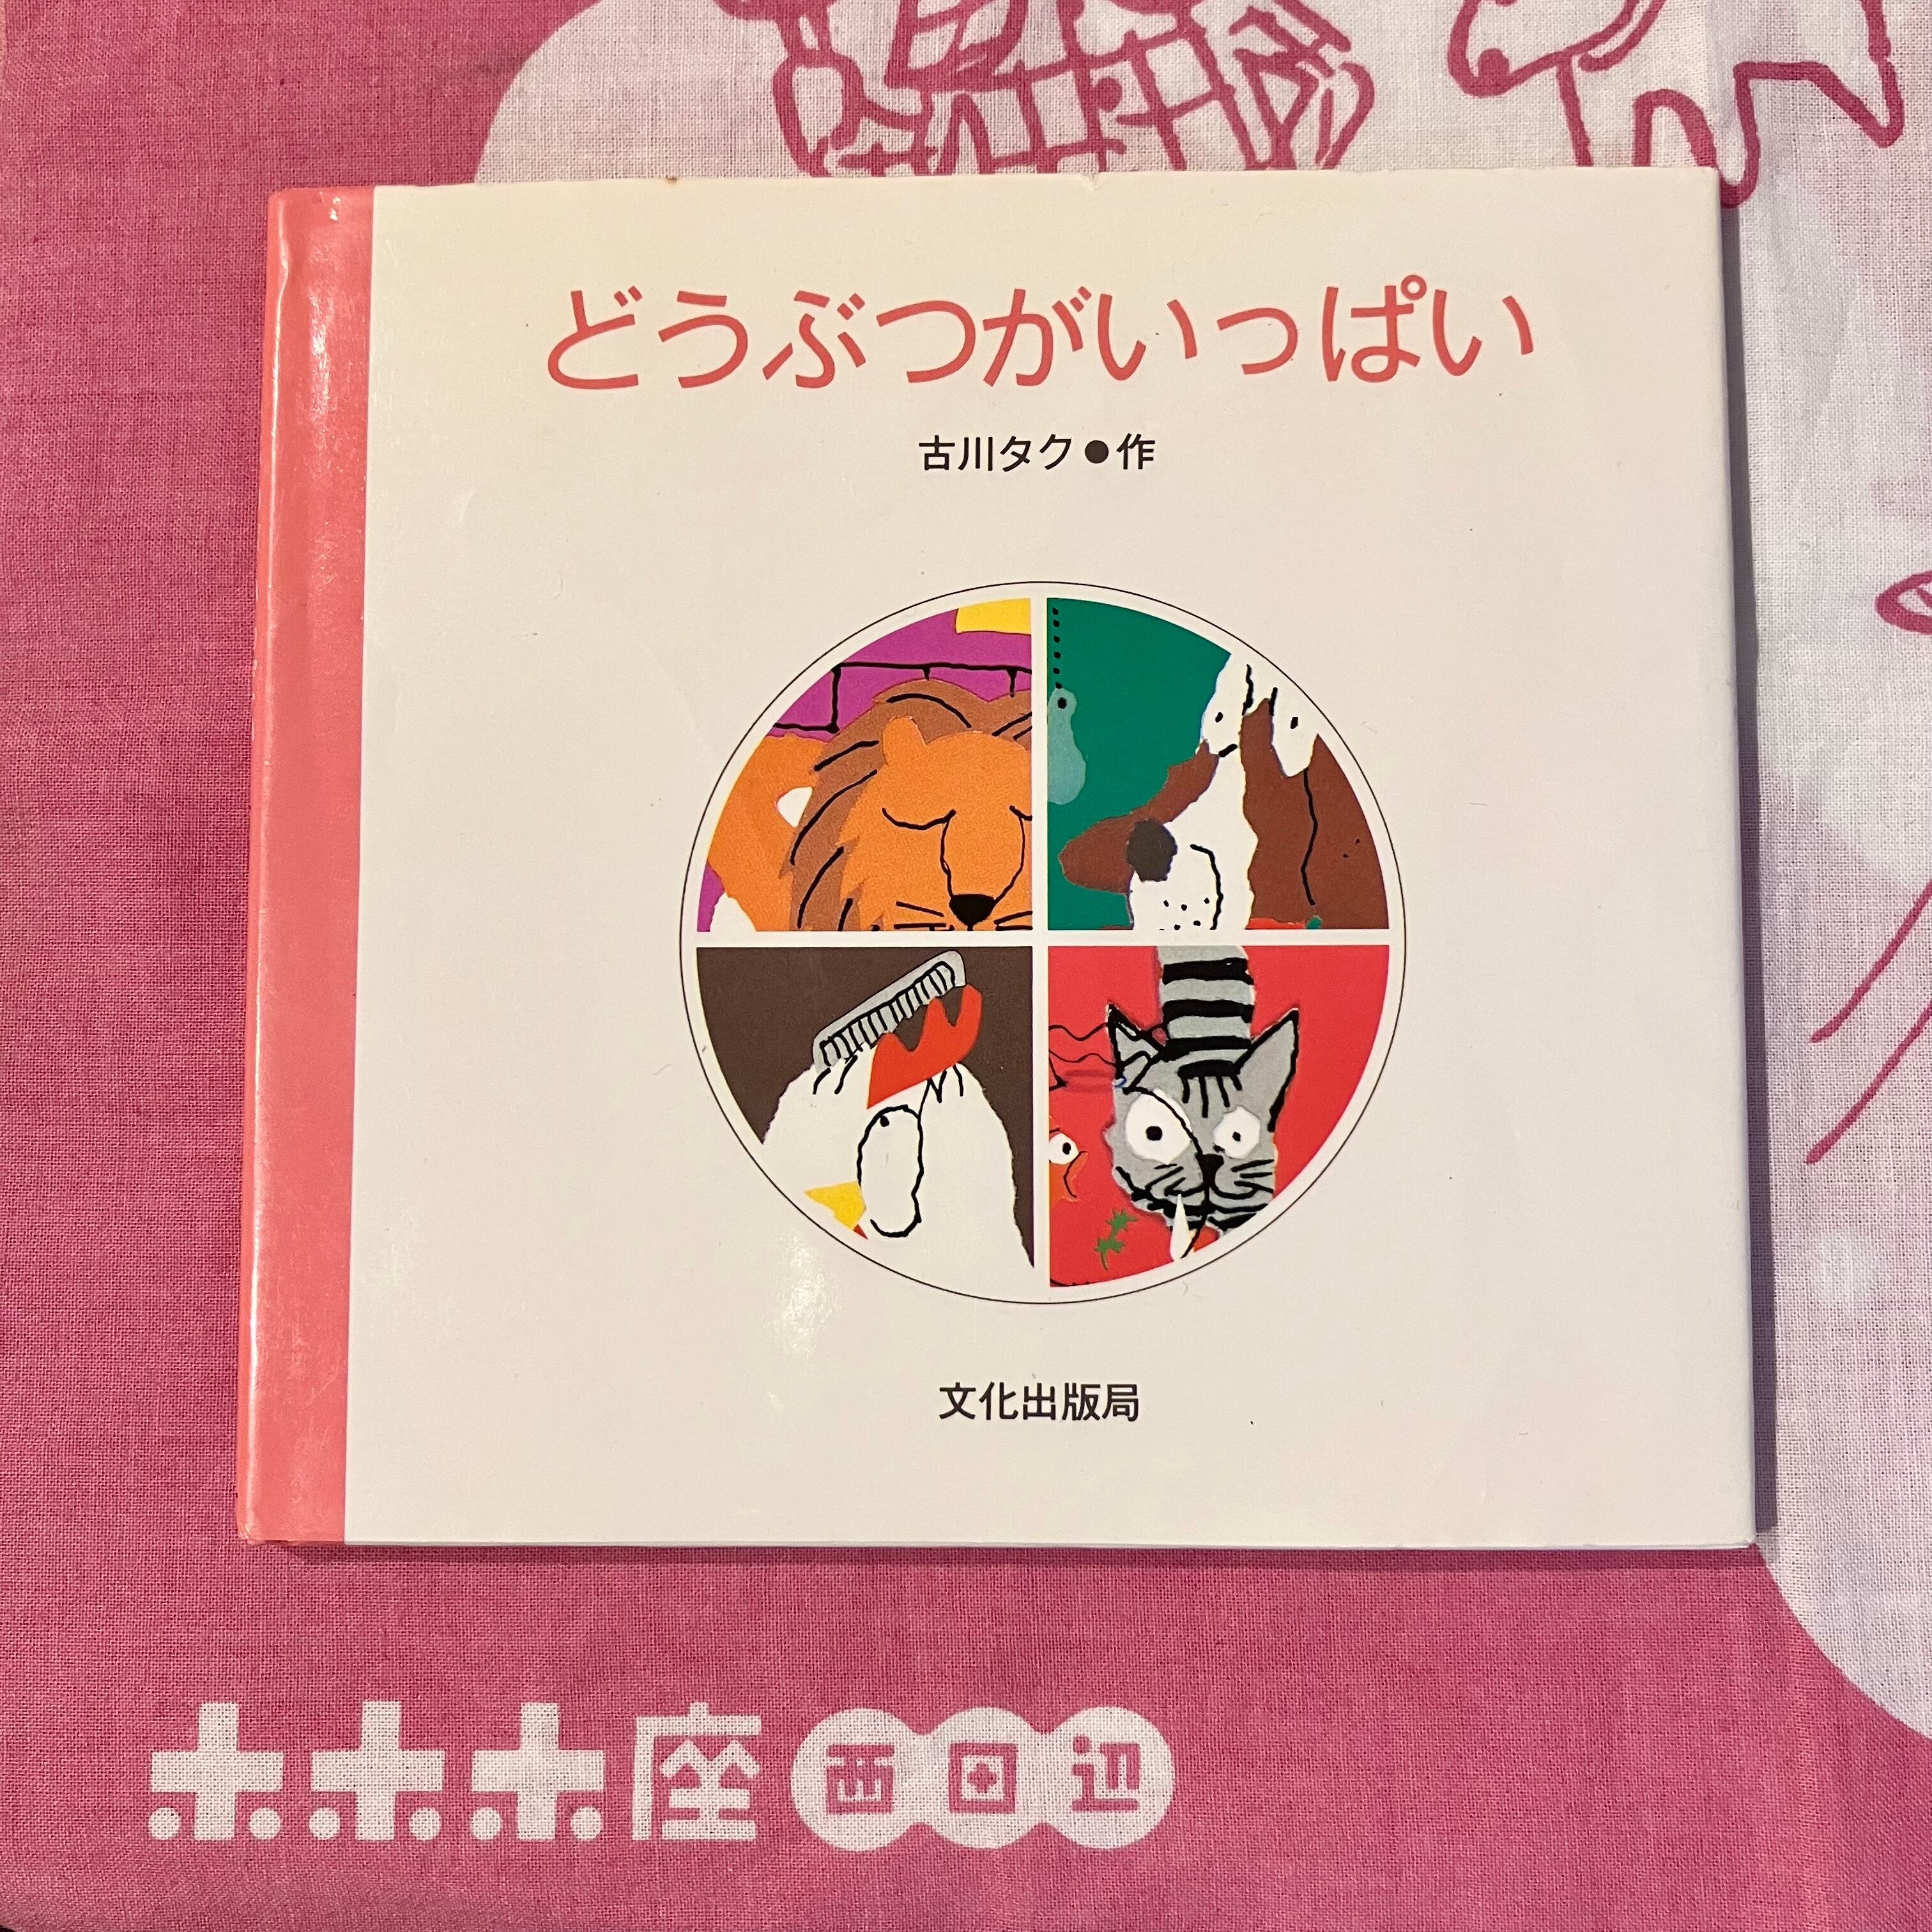 どうぶつがいっぱい
古川タク●作
文化出版局
ホホホ座西田辺